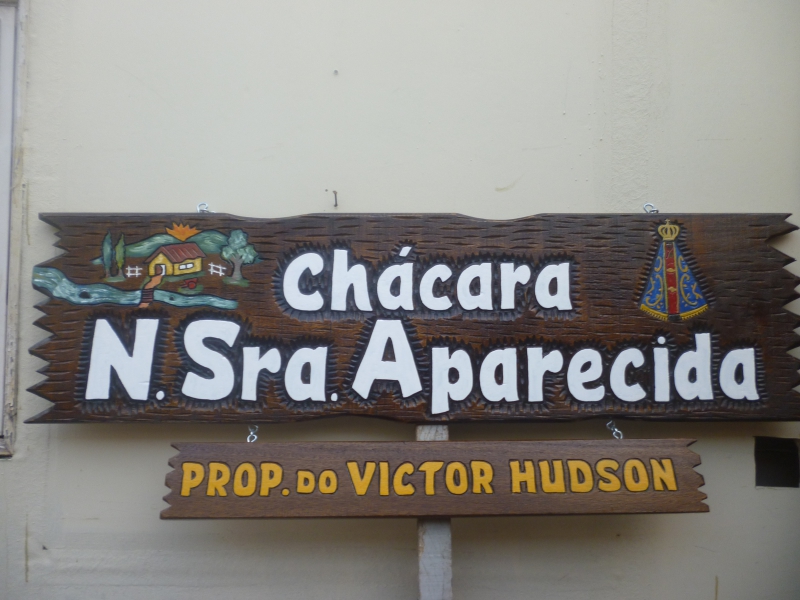 Chácara
N. Sra. Aparecida
PROP. DO VICTOR HUDSON